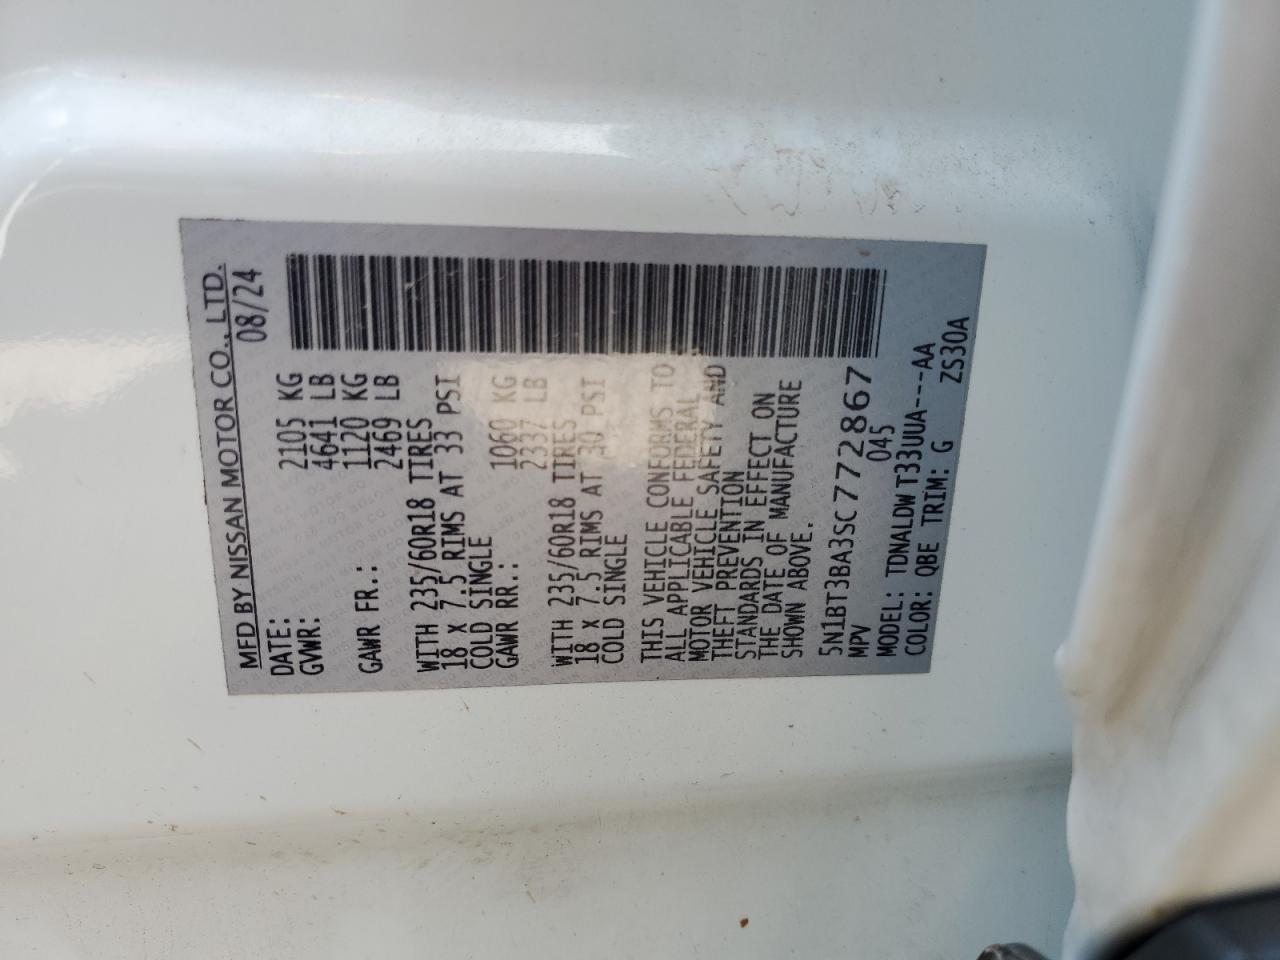 MFD BY NISSAN MOTOR CO., LTD.
DATE: 08/24
GVWR: 2105 KG
4641 LB
GAWR FR.: 1120 KG
2469 LB
WITH 235/60R18 TIRES
18 X 7.5 RIMS AT 33 PSI
COLD SINGLE
GAWR RR.: 1060 KG
2337 LB
WITH 235/60R18 TIRES
18 X 7.5 RIMS AT 30 PSI
COLD SINGLE
THIS VEHICLE CONFORMS TO
ALL APPLICABLE FEDERAL
MOTOR VEHICLE SAFETY AND
THEFT PREVENTION
STANDARDS IN EFFECT ON
THE DATE OF MANUFACTURE
SHOWN ABOVE.
5N1BT3BA3SC772867
MPV 045
MODEL: TDNALDW T33UUA---AA
COLOR: QBE TRIM: G ZS30A